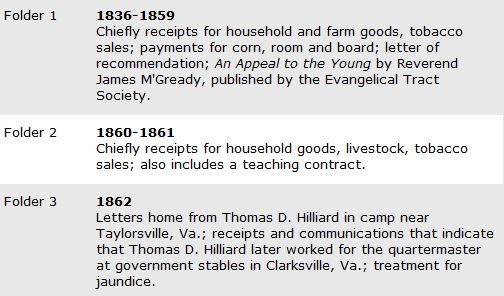 Folder 1 1836-1859
Chiefly receipts for household and farm goods, tobacco
sales; payments for corn, room and board; letter of
recommendation; An Appeal to the Young by Reverend
James M'Gready, published by the Evangelical Tract
Society.
Folder 2 1860-1861
Chiefly receipts for household goods, livestock, tobacco
sales; also includes a teaching contract.
Folder 3 1862
Letters home from Thomas D. Hilliard in camp near
Taylorsville, Va.; receipts and communications that indicate
that Thomas D. Hilliard later worked for the quartermaster
at government stables in Clarksville, Va.; treatment for
jaundice.